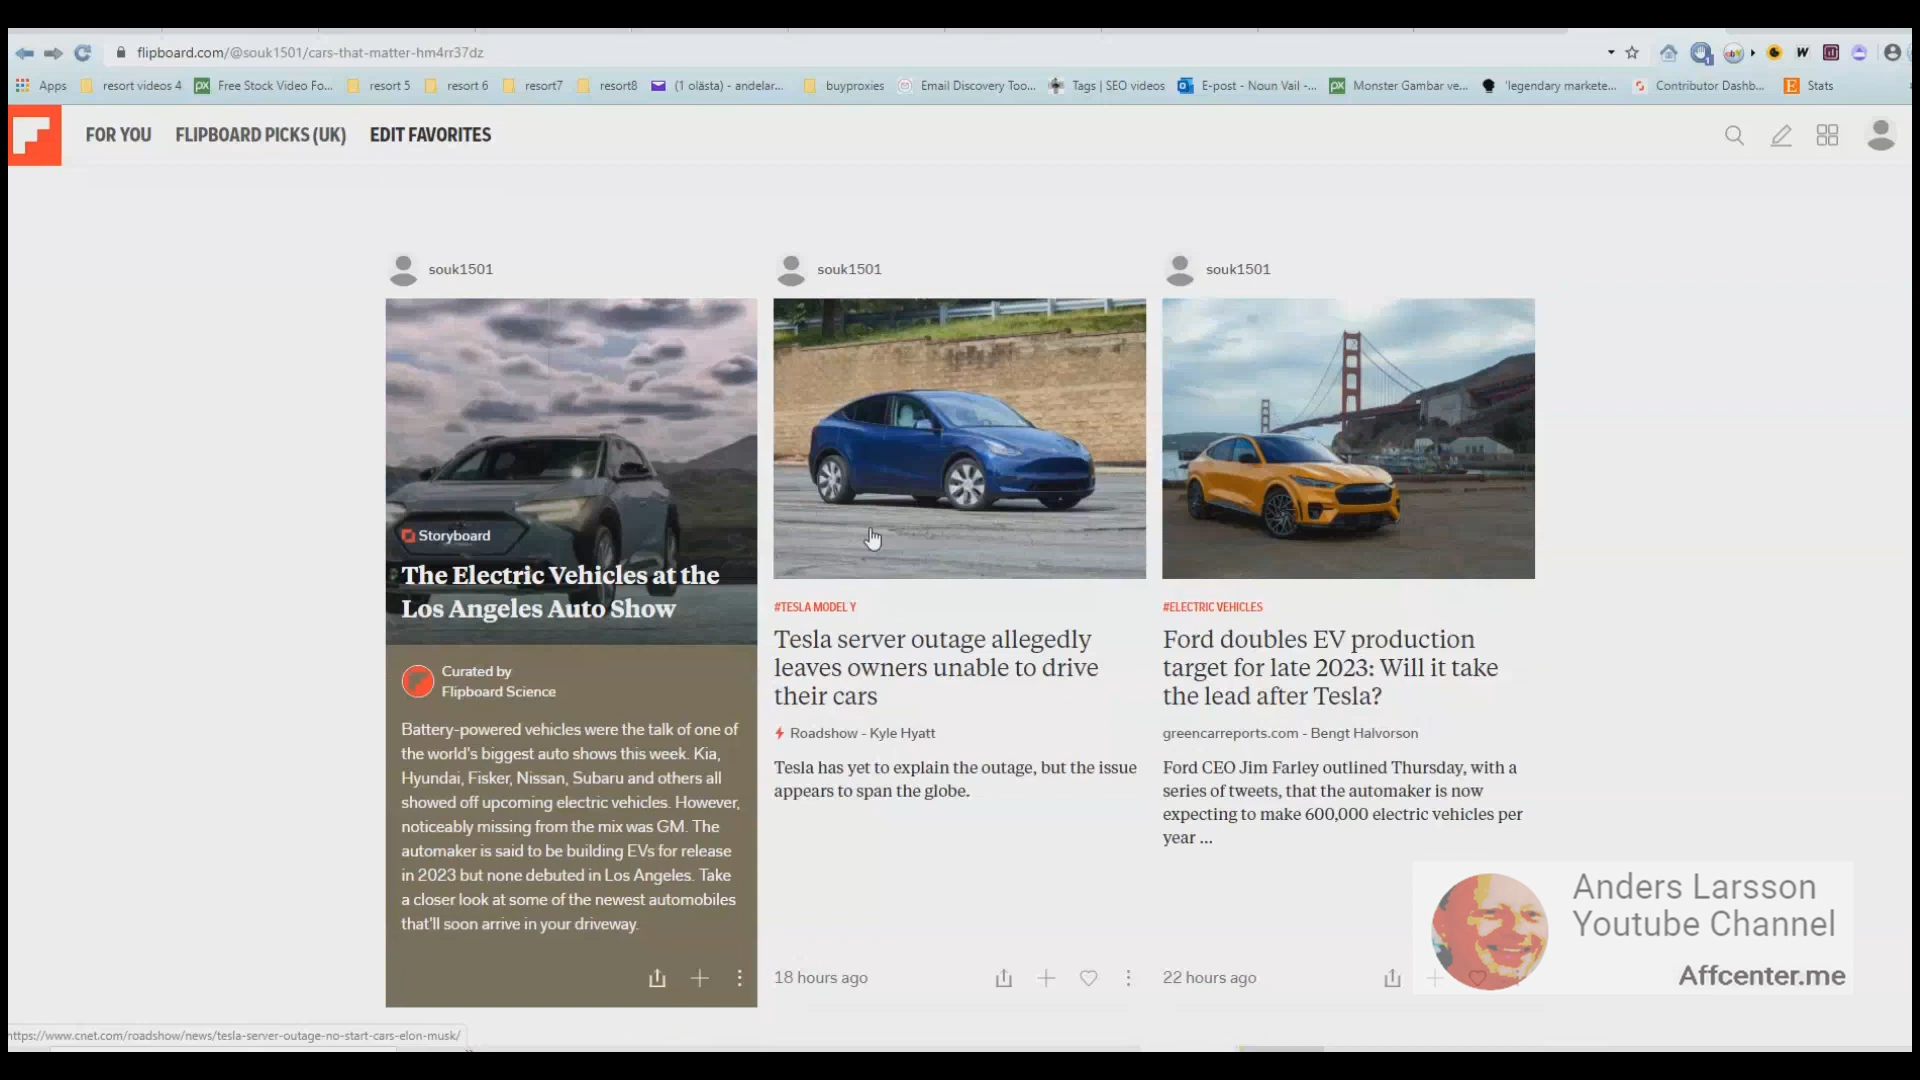 flipboard.com/@souk1501/cars-that-matter-hm4rr37dz
Apps resort videos 4 Free Stock Video Fo... resort 5 resort 6 resort7 resort8 (1 olästa) - andelar... buyproxies Email Discovery Too... Tags | SEO videos E-post - Noun Vail -... Monster Gambar ve... 'legendary markete... Contributor Dashb... Stats
FOR YOU FLIPBOARD PICKS (UK) EDIT FAVORITES
souk1501
Storyboard
The Electric Vehicles at the
Los Angeles Auto Show
Curated by
Flipboard Science
Battery-powered vehicles were the talk of one of
the world's biggest auto shows this week. Kia,
Hyundai, Fisker, Nissan, Subaru and others all
showed off upcoming electric vehicles. However,
noticeably missing from the mix was GM. The
automaker is said to be building EVs for release
in 2023 but none debuted in Los Angeles. Take
a closer look at some of the newest automobiles
that'll soon arrive in your driveway.
souk1501
#TESLA MODEL Y
Tesla server outage allegedly
leaves owners unable to drive
their cars
Roadshow - Kyle Hyatt
Tesla has yet to explain the outage, but the issue
appears to span the globe.
18 hours ago
souk1501
#ELECTRIC VEHICLES
Ford doubles EV production
target for late 2023: Will it take
the lead after Tesla?
greencarreports.com - Bengt Halvorson
Ford CEO Jim Farley outlined Thursday, with a
series of tweets, that the automaker is now
expecting to make 600,000 electric vehicles per
year ...
22 hours ago
Anders Larsson
Youtube Channel
Affcenter.me
https://www.cnet.com/roadshow/news/tesla-server-outage-no-start-cars-elon-musk/